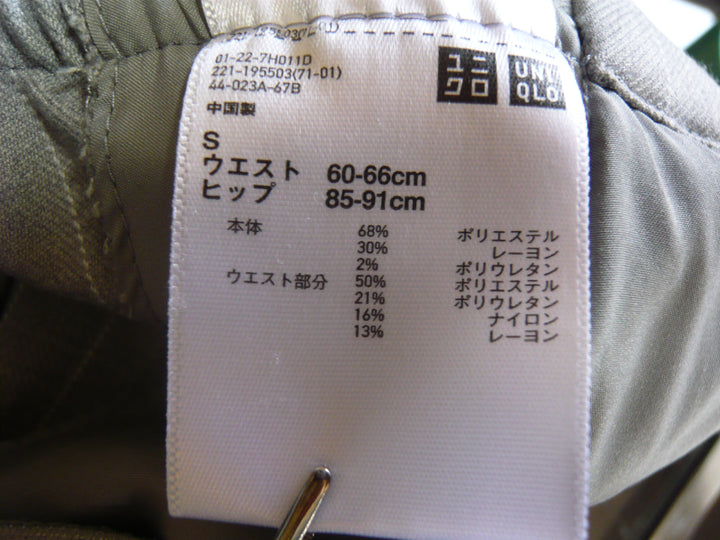 01-22-7H011D
221-195503(71-01)
44-023A-67B
ユニクロ
UNIQLO
中国製
S
ウエスト 60-66cm
ヒップ 85-91cm
本体 68% ポリエステル
30% レーヨン
2% ポリウレタン
ウエスト部分 50% ポリエステル
21% ポリウレタン
16% ナイロン
13% レーヨン